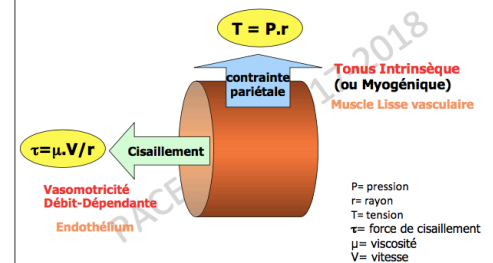 T = P.r
contrainte
pariétale
Tonus Intrinsèque
(ou Myogénique)
Muscle Lisse vasculaire
τ=μ.V/r
Cisaillement
Vasomotricité
Débit-Dépendante
Endothélium
P= pression
r= rayon
T= tension
τ= force de cisaillement
μ= viscosité
V= vitesse